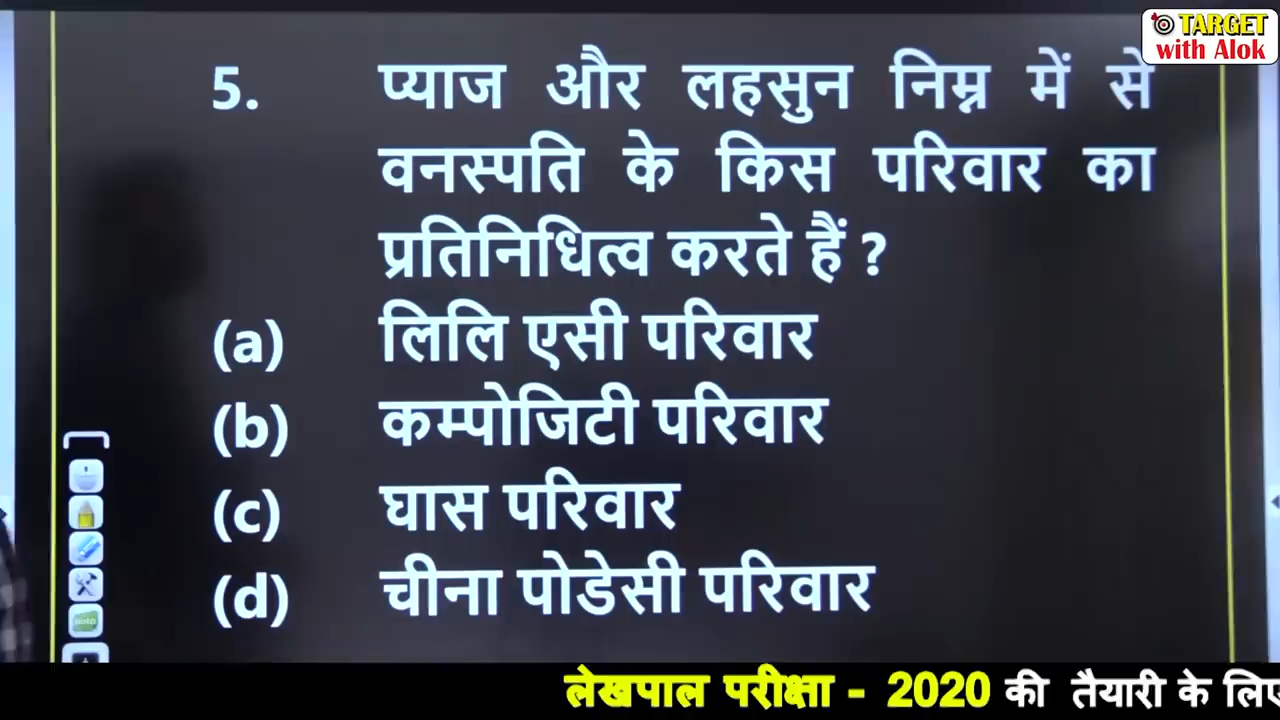 TARGET
with Alok
5. प्याज और लहसुन निम्न में से
वनस्पति के किस परिवार का
प्रतिनिधित्व करते हैं ?
(a) लिलि एसी परिवार
(b) कम्पोजिटी परिवार
(c) घास परिवार
(d) चीना पोडेसी परिवार
लेखपाल परीक्षा - 2020 की तैयारी के लिए